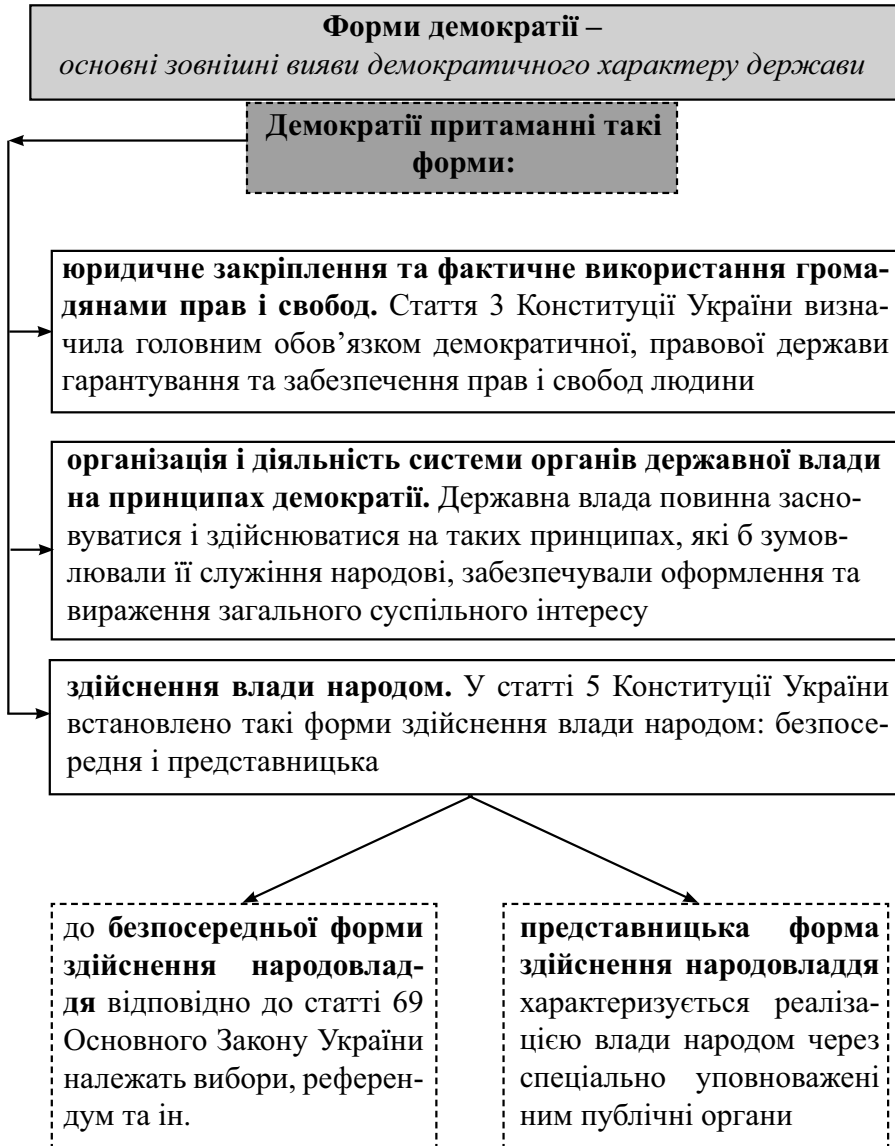 Форми демократії –
основні зовнішні вияви демократичного характеру держави
Демократії притаманні такі
форми:
юридичне закріплення та фактичне використання грома-
дянами прав і свобод. Стаття 3 Конституції України визна-
чила головним обов’язком демократичної, правової держави
гарантування та забезпечення прав і свобод людини
організація і діяльність системи органів державної влади
на принципах демократії. Державна влада повинна засно-
вуватися і здійснюватися на таких принципах, які б зумов-
лювали її служіння народові, забезпечували оформлення та
вираження загального суспільного інтересу
здійснення влади народом. У статті 5 Конституції України
встановлено такі форми здійснення влади народом: безпосе-
редня і представницька
до безпосередньої форми
здійснення народовлад-
дя відповідно до статті 69
Основного Закону України
належать вибори, референ-
дум та ін.
представницька форма
здійснення народовладдя
характеризується реаліза-
цією влади народом через
спеціально уповноважені
ним публічні органи